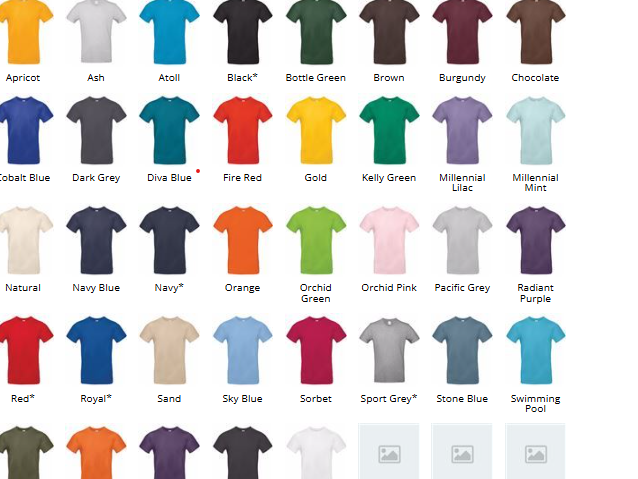 Apricot
Ash
Atoll
Black*
Bottle Green
Brown
Burgundy
Chocolate
Cobalt Blue
Dark Grey
Diva Blue
Fire Red
Gold
Kelly Green
Millennial
Lilac
Millennial
Mint
Natural
Navy Blue
Navy*
Orange
Orchid
Green
Orchid Pink
Pacific Grey
Radiant
Purple
Red*
Royal*
Sand
Sky Blue
Sorbet
Sport Grey*
Stone Blue
Swimming
Pool